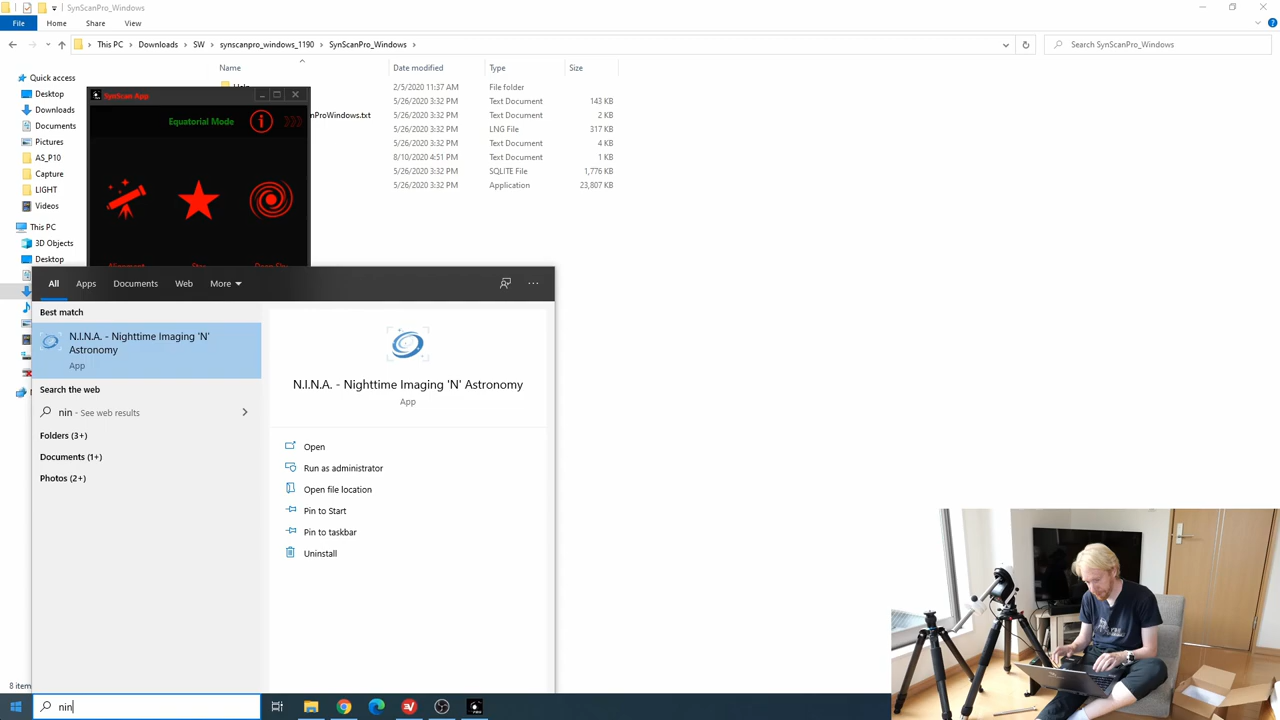 SynScanPro_Windows
File Home Share View
This PC Downloads SW synscanpro_windows_1190 SynScanPro_Windows
Search SynScanPro_Windows
Name Date modified Type Size
Quick access
Desktop
Downloads
Documents
Pictures
AS_P10
Capture
LIGHT
Videos
This PC
3D Objects
Desktop
2/5/2020 11:37 AM File folder
5/26/2020 3:32 PM Text Document 143 KB
nProWindows.txt 5/26/2020 3:32 PM Text Document 2 KB
5/26/2020 3:32 PM LNG File 317 KB
5/26/2020 3:32 PM Text Document 4 KB
8/10/2020 4:51 PM Text Document 1 KB
5/26/2020 3:32 PM SQLITE File 1,776 KB
5/26/2020 3:32 PM Application 23,807 KB
SynScan App
Equatorial Mode
All Apps Documents Web More
Best match
N.I.N.A. - Nighttime Imaging 'N'
Astronomy
App
Search the web
nin - See web results
Folders (3+)
Documents (1+)
Photos (2+)
N.I.N.A. - Nighttime Imaging 'N' Astronomy
App
Open
Run as administrator
Open file location
Pin to Start
Pin to taskbar
Uninstall
8 item
nin